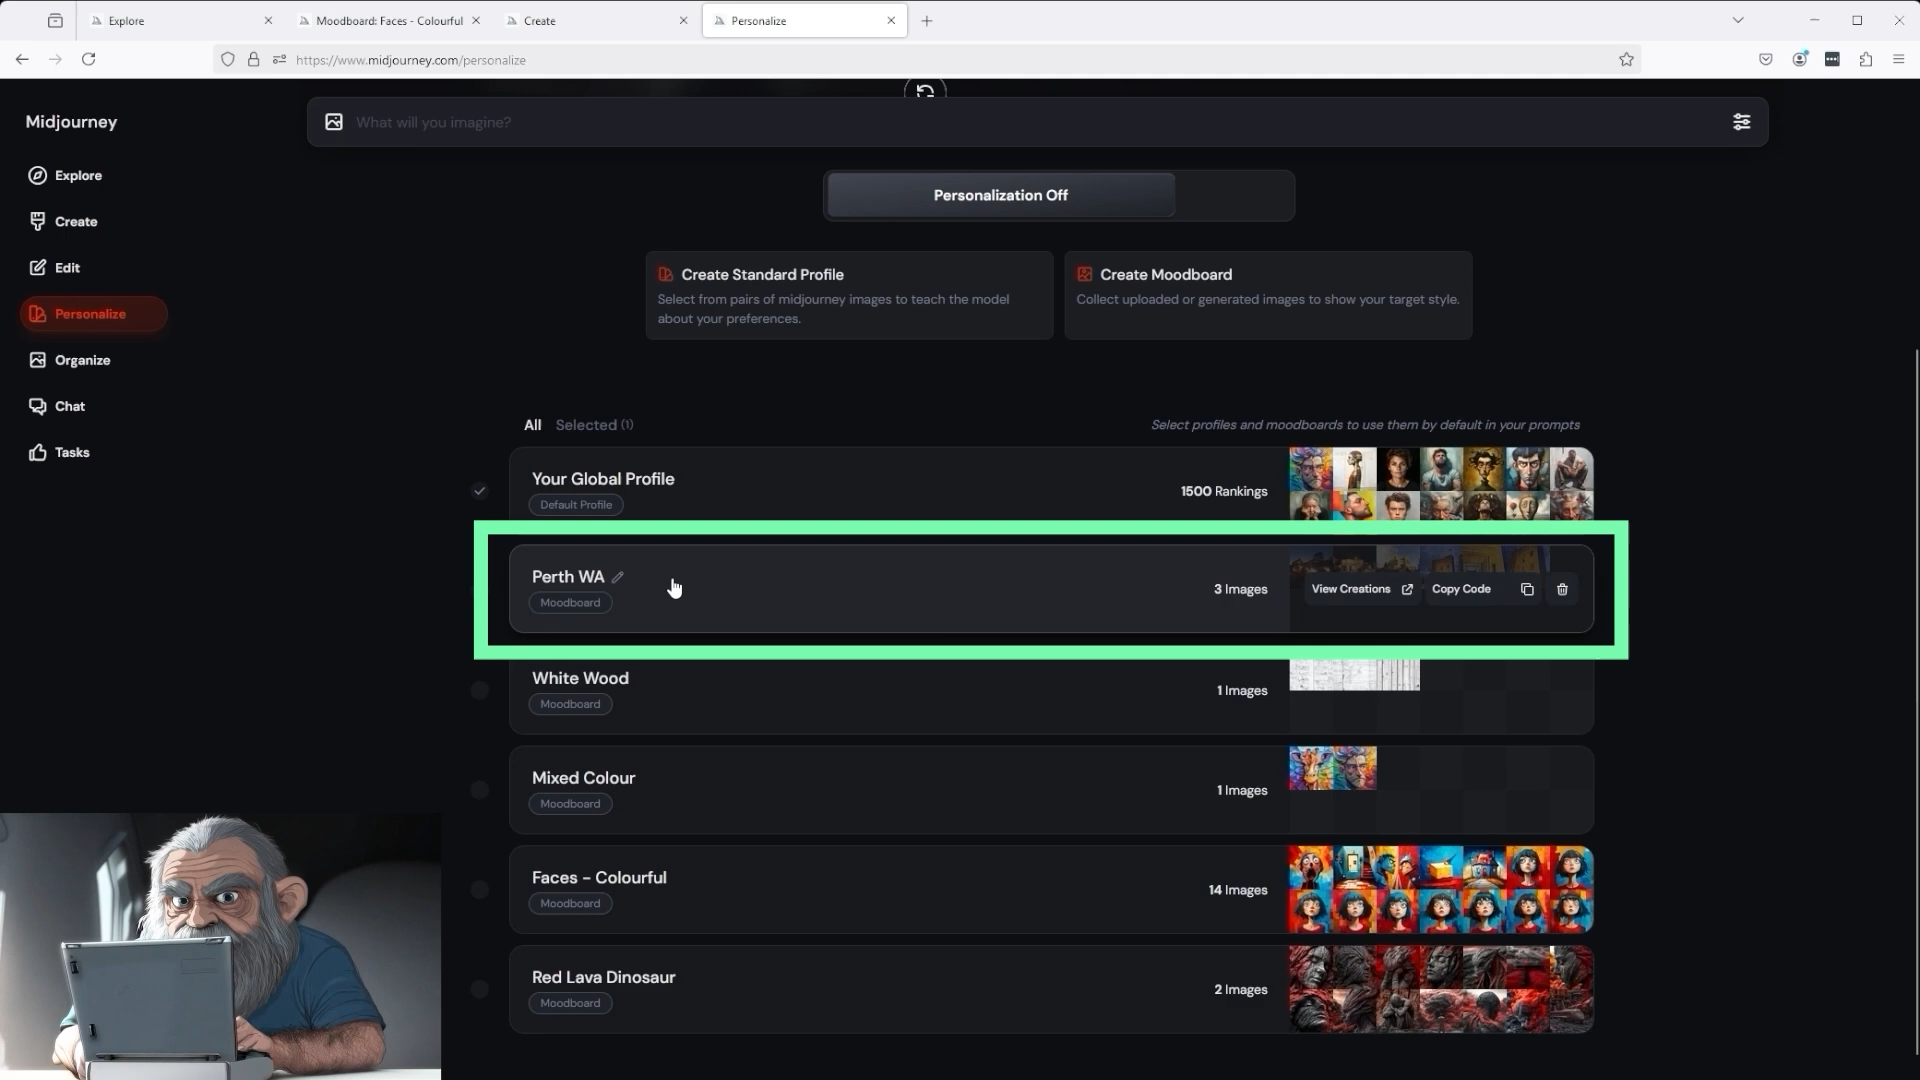 Explore
Moodboard: Faces - Colourful
Create
Personalize
https://www.midjourney.com/personalize
Midjourney
What will you imagine?
Explore
Create
Edit
Personalize
Organize
Chat
Tasks
Personalization Off
Create Standard Profile
Select from pairs of midjourney images to teach the model
about your preferences.
Create Moodboard
Collect uploaded or generated images to show your target style.
All Selected (1)
Select profiles and moodboards to use them by default in your prompts
Your Global Profile
Default Profile
1500 Rankings
Perth WA
Moodboard
3 Images
View Creations
Copy Code
White Wood
Moodboard
1 Images
Mixed Colour
Moodboard
1 Images
Faces - Colourful
Moodboard
14 Images
Red Lava Dinosaur
Moodboard
2 Images